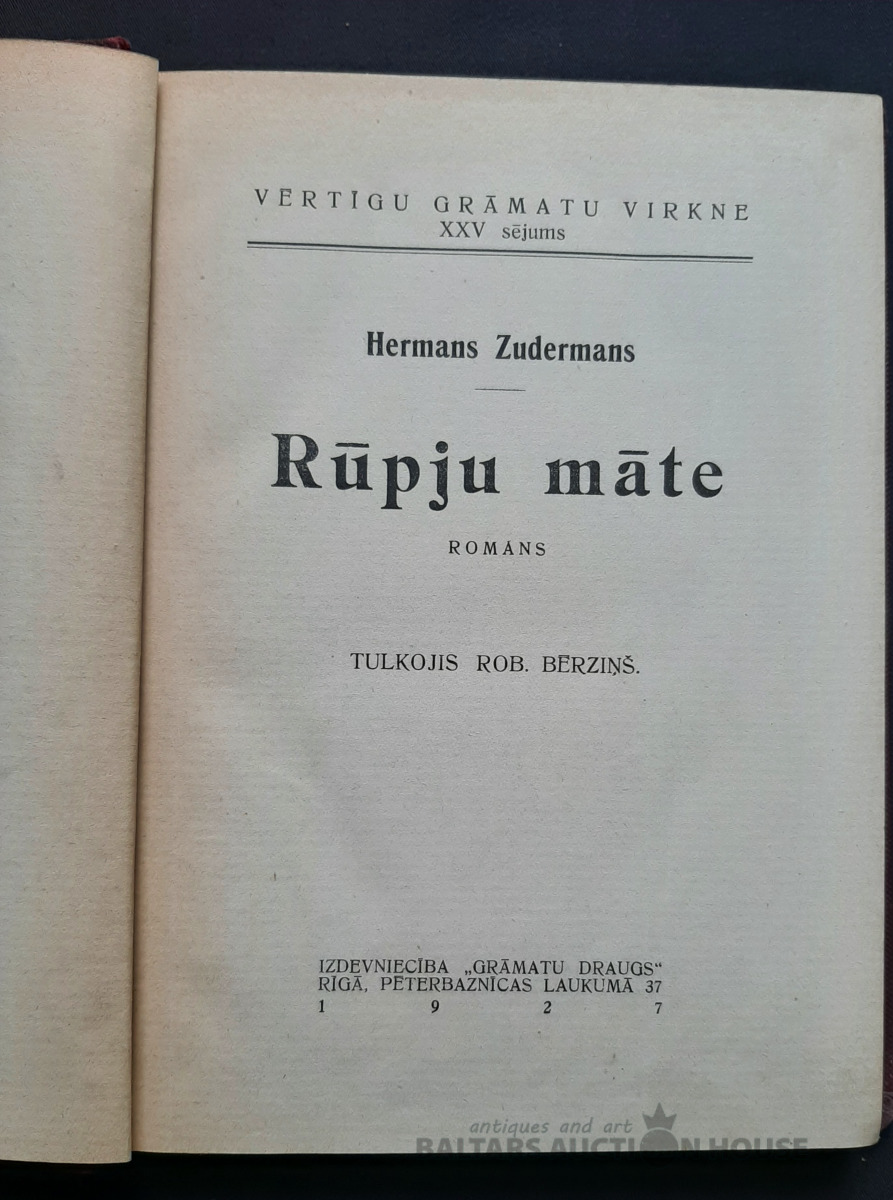 VĒRTĪGU GRĀMATU VIRKNE
XXV sējums
Hermans Zudermans
Rūpju māte
ROMĀNS
TULKOJIS ROB. BĒRZIŅŠ.
IZDEVNIECĪBA „GRĀMATU DRAUGS“
RĪGĀ, PĒTERBAZNĪCAS LAUKUMĀ 37
1 9 2 7
antiques and art
BALTARS AUCTION HOUSE